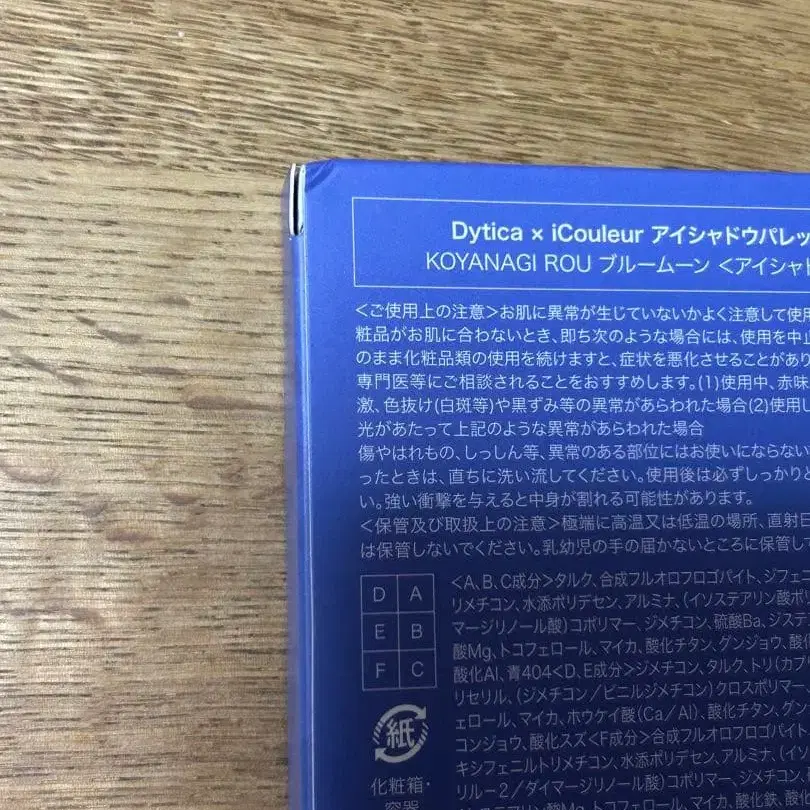 Dytica × iCouleur アイシャドウパレッ
KOYANAGI ROU ブルームーン <アイシャド
<ご使用上の注意>お肌に異常が生じていないかよく注意して使用
粧品がお肌に合わないとき、即ち次のような場合には、使用を中止
のまま化粧品類の使用を続けますと、症状を悪化させることがあり
専門医等にご相談されることをおすすめします。(1)使用中、赤味
激、色抜け(白斑等)や黒ずみ等の異常があらわれた場合(2)使用し
光があたって上記のような異常があらわれた場合
傷やはれもの、しっしん等、異常のある部位にはお使いにならない
ったときは、直ちに洗い流してください。使用後は必ずしっかりと
い。強い衝撃を与えると中身が割れる可能性があります。
<保管及び取扱上の注意>極端に高温又は低温の場所、直射日
は保管しないでください。乳幼児の手の届かないところに保管して
D A
E B
F C
<A、B、C成分>タルク、合成フルオロフロゴパイト、ジフェニ
リメチコン、水添ポリデセン、アルミナ、(イソステアリン酸ポリ
マージリノール酸)コポリマー、ジメチコン、硫酸Ba、ジステ
酸Mg、トコフェロール、マイカ、酸化チタン、グンジョウ、酸
酸化Al、青404<D、E成分>ジメチコン、タルク、トリ(カプ
リセリル、(ジメチコン/ビニルジメチコン)クロスポリマー
ェロール、マイカ、ホウケイ酸(Ca/Al)、酸化チタン、グン
コンジョウ、酸化スズ<F成分>合成フルオロフロゴパイト
キシフェニルトリメチコン、水添ポリデセン、アルミナ、(イソ
リル-2/ダイマージリノール酸)コポリマー、ジメチコン
ステアリン酸Mg、トコフェロール、マイカ、酸化鉄、酸化
紙
化粧箱・
容器